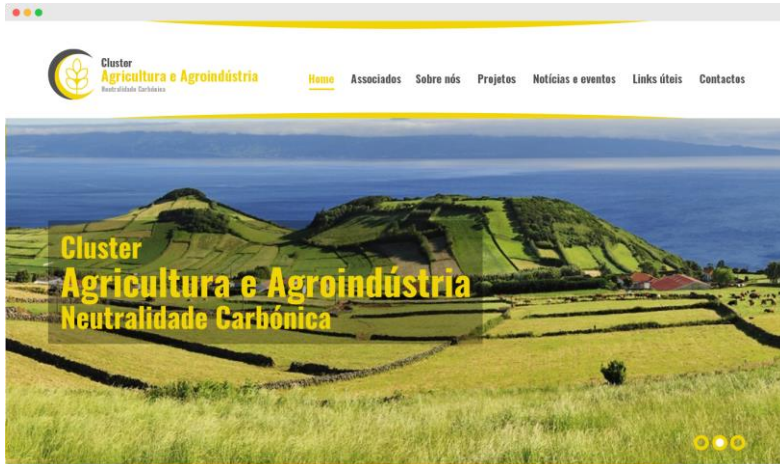 Cluster
Agricultura e Agroindústria
Neutralidade Carbónica
Home Associados Sobre nós Projetos Notícias e eventos Links úteis Contactos
Cluster
Agricultura e Agroindústria
Neutralidade Carbónica